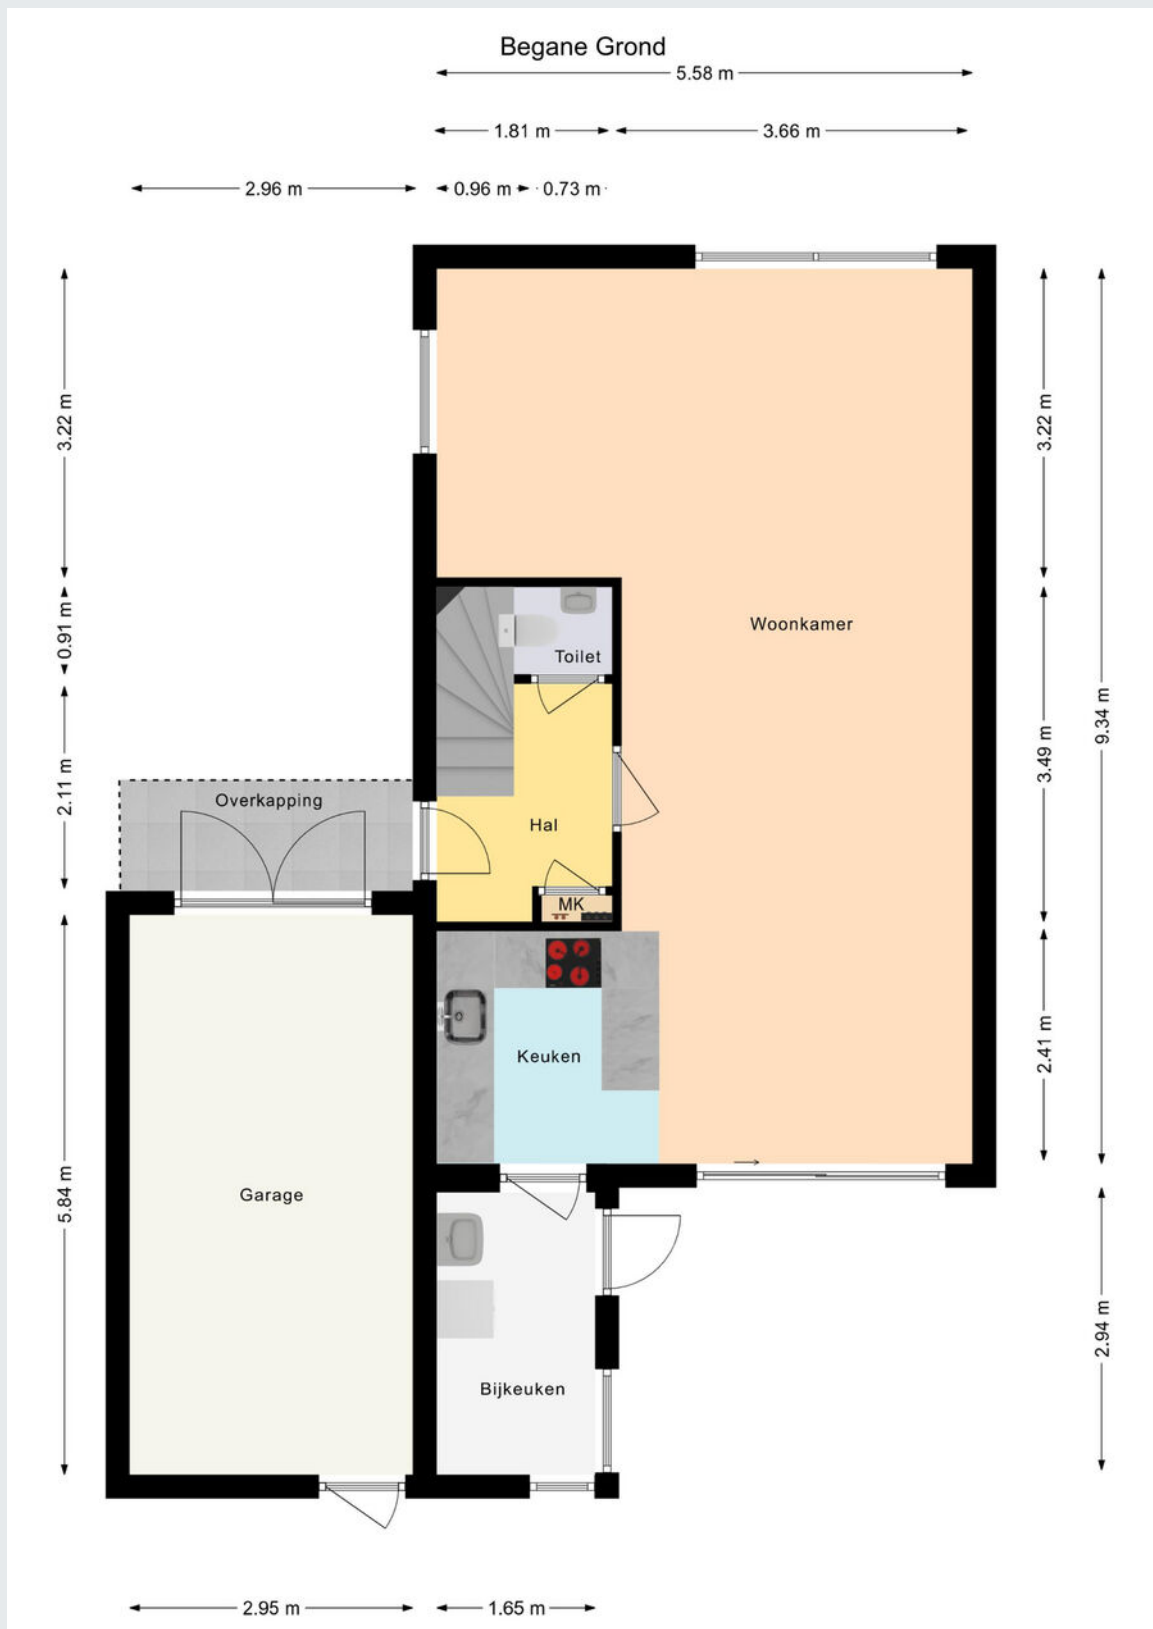 Begane Grond
5.58 m
1.81 m
3.66 m
2.96 m
0.96 m
0.73 m
3.22 m
3.22 m
0.91 m
Woonkamer
Toilet
9.34 m
3.49 m
2.11 m
Overkapping
Hal
MK
2.41 m
Keuken
5.84 m
Garage
2.94 m
Bijkeuken
2.95 m
1.65 m